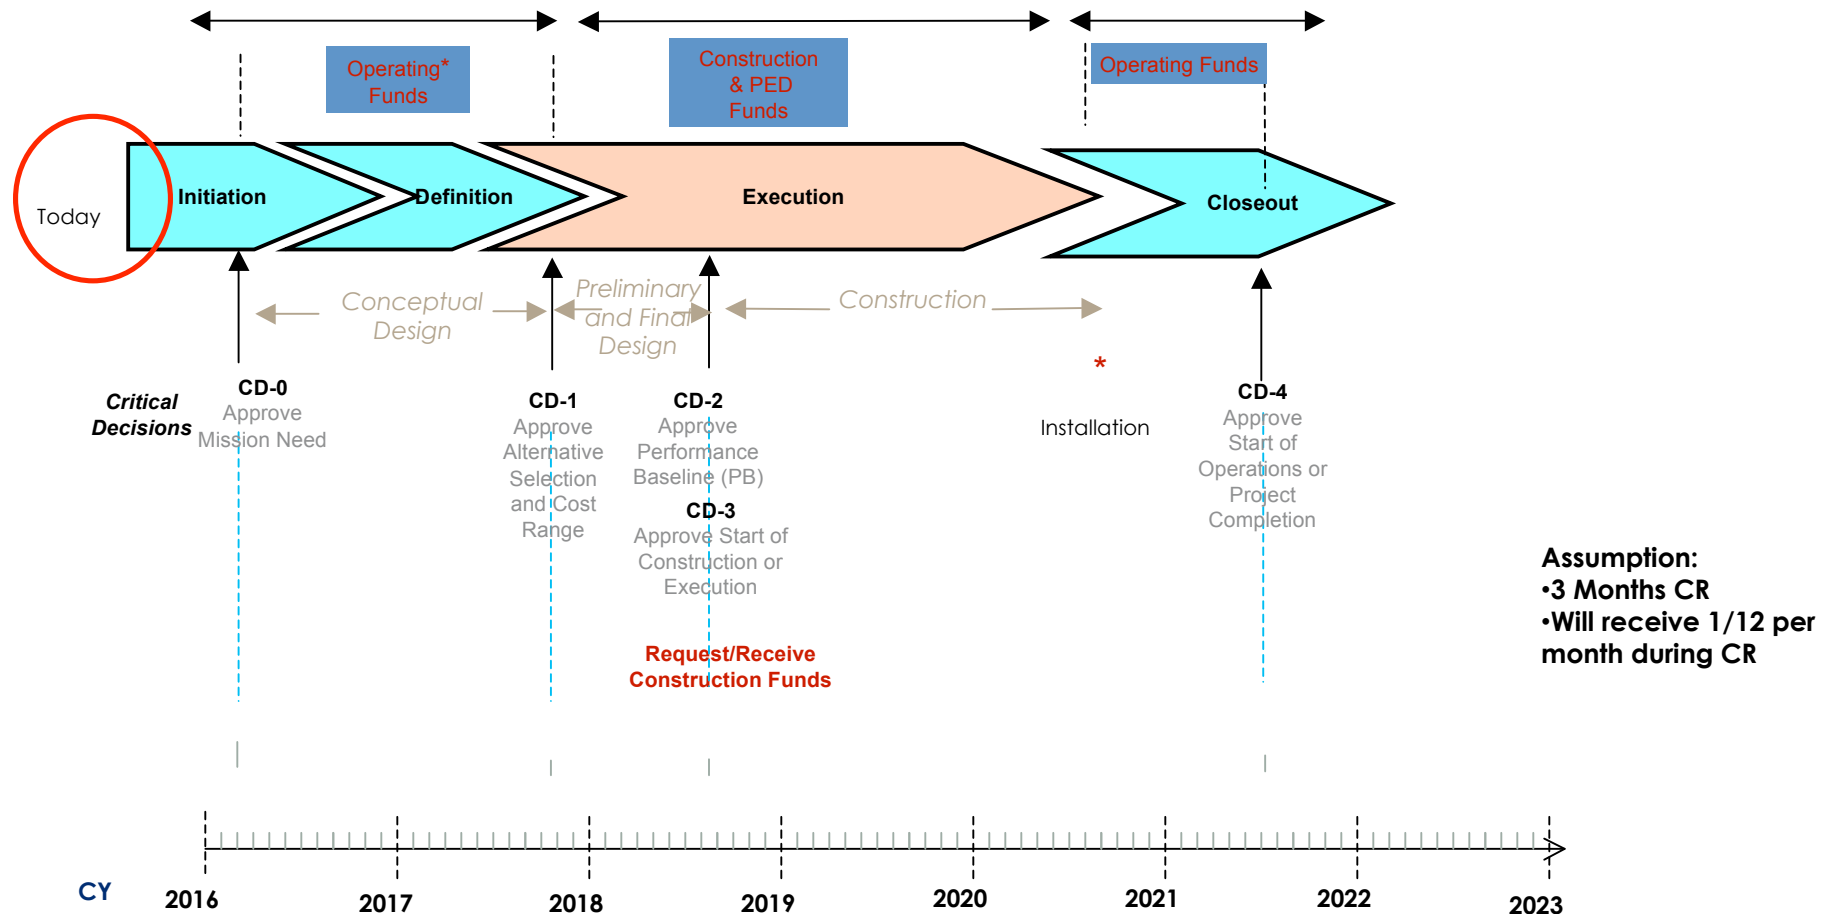 Operating*
Funds
Construction
& PED
Funds
Operating Funds
Today
Initiation
Definition
Execution
Closeout
Conceptual
Design
Preliminary
and Final
Design
Construction
*
Installation
Critical
Decisions
CD-0
Approve
Mission Need
CD-1
Approve
Alternative
Selection
and Cost
Range
CD-2
Approve
Performance
Baseline (PB)
CD-3
Approve Start of
Construction or
Execution
Request/Receive
Construction Funds
CD-4
Approve
Start of
Operations or
Project
Completion
Assumption:
•3 Months CR
•Will receive 1/12 per
month during CR
CY
2016
2017
2018
2019
2020
2021
2022
2023